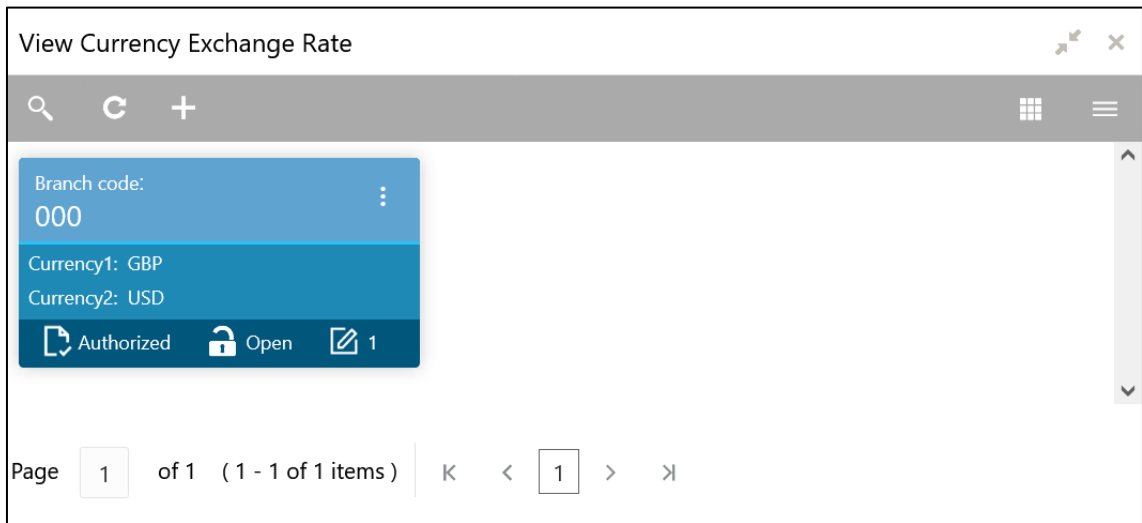 View Currency Exchange Rate
Branch code:
000
Currency1: GBP
Currency2: USD
Authorized Open 1
Page 1 of 1 ( 1 - 1 of 1 items ) 1